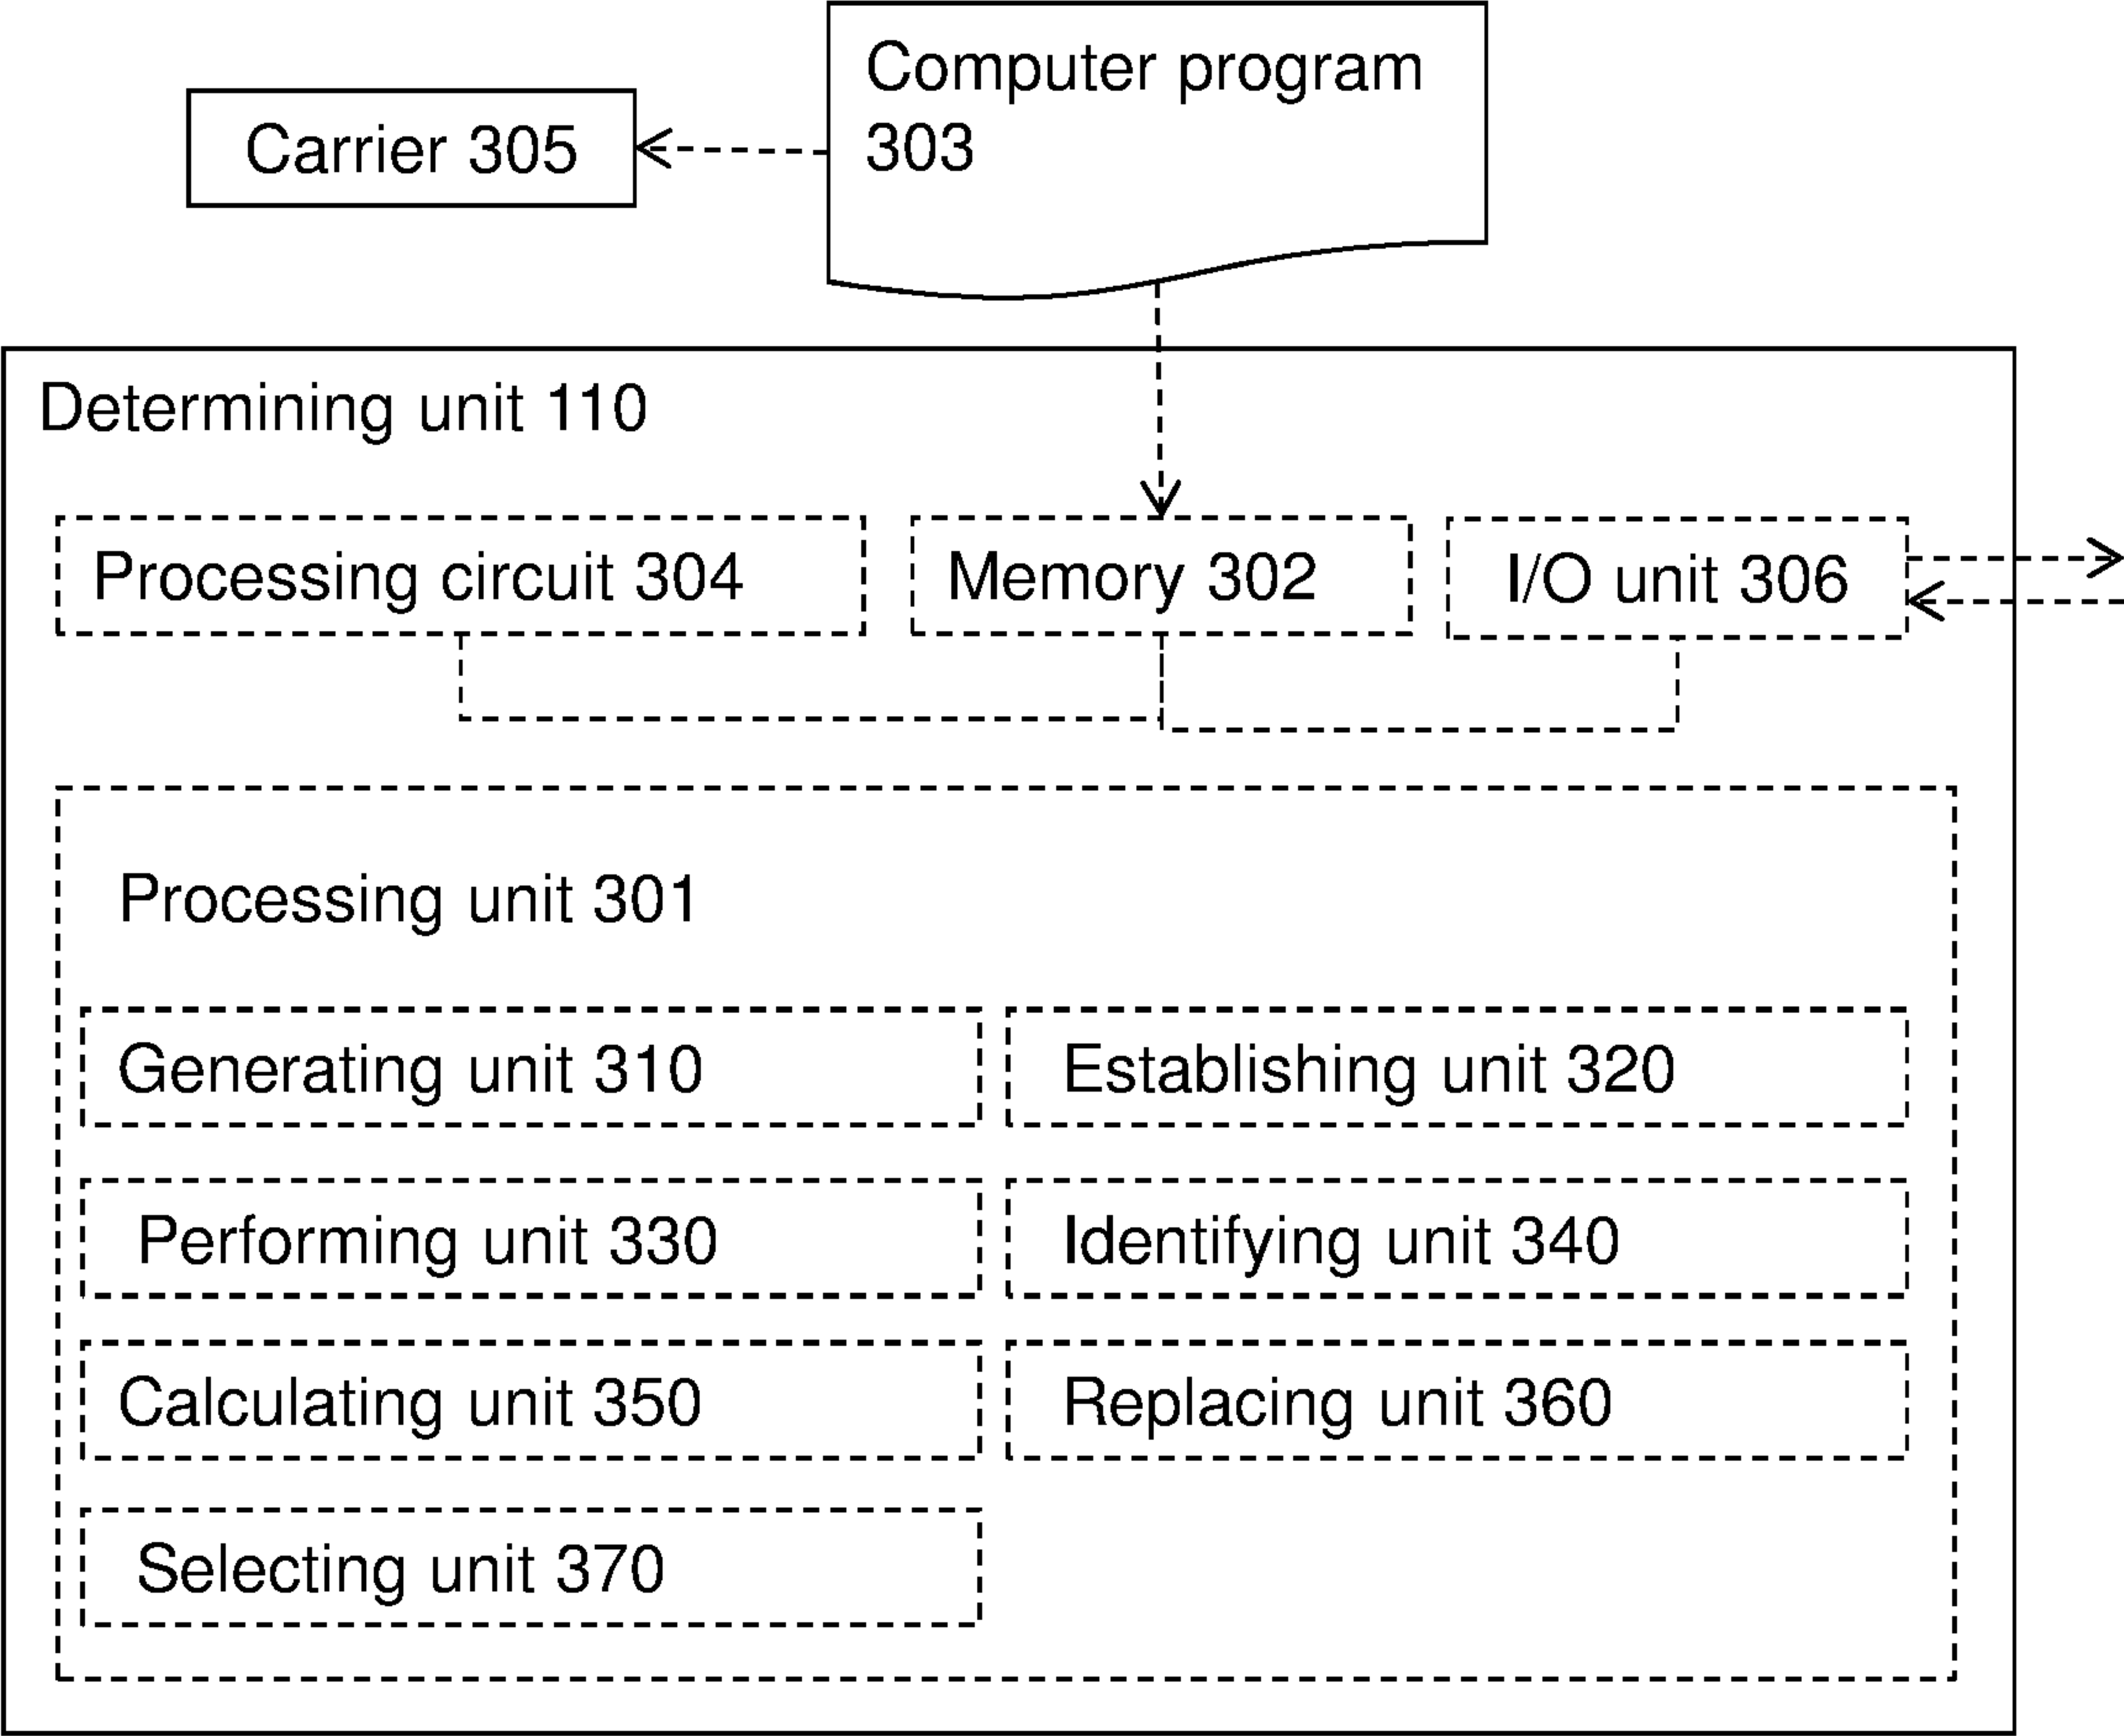 Computer program
303
Carrier 305
Determining unit 110
Processing circuit 304
Memory 302
I/O unit 306
Processing unit 301
Generating unit 310
Establishing unit 320
Performing unit 330
Identifying unit 340
Calculating unit 350
Replacing unit 360
Selecting unit 370